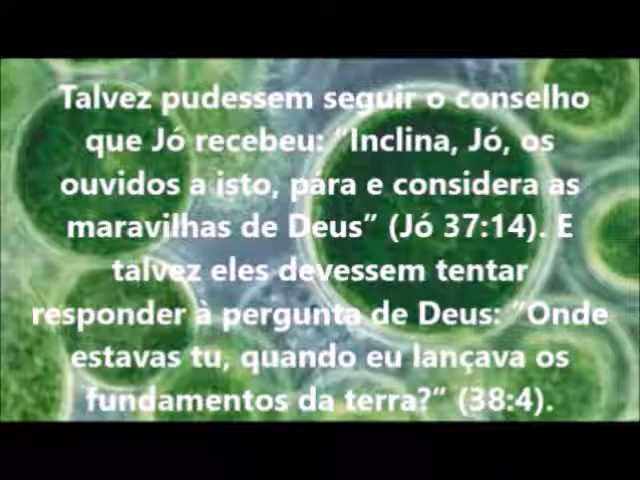 Talvez pudessem seguir o conselho
que Jó recebeu: "Inclina, Jó, os
ouvidos a isto, pára e considera as
maravilhas de Deus" (Jó 37:14). E
talvez eles devessem tentar
responder à pergunta de Deus: "Onde
estavas tu, quando eu lançava os
fundamentos da terra?" (38:4).